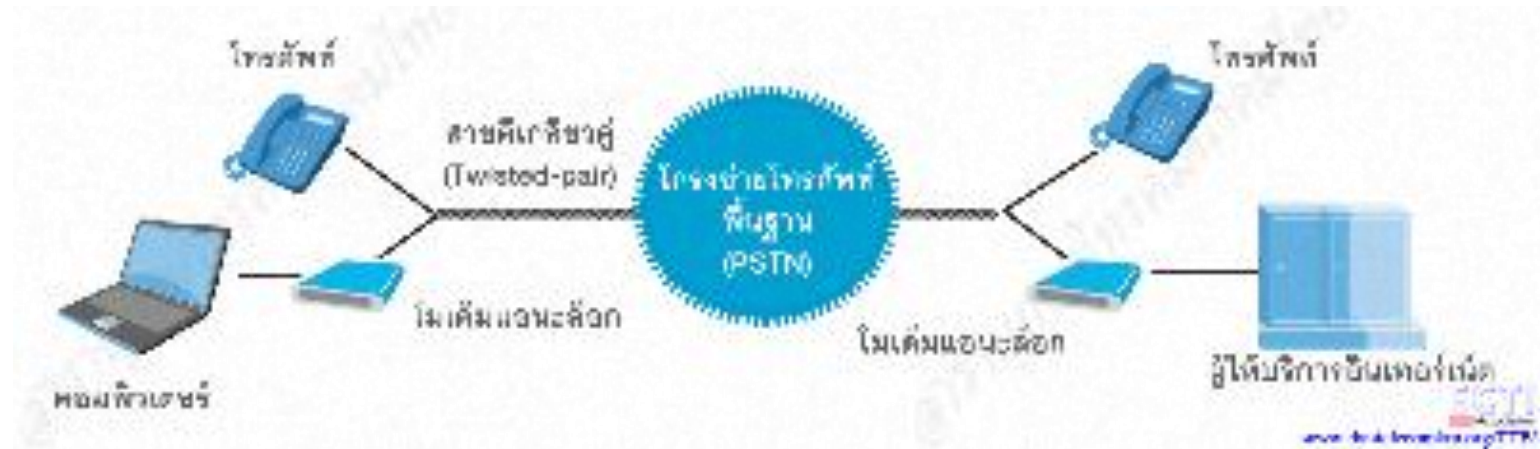 โทรศัพท์
โทรศัพท์
สายตีเกลียวคู่
(Twisted-pair)
โครงข่ายโทรศัพท์
พื้นฐาน
(PSTN)
โมเด็มแอนะล็อก
โมเด็มแอนะล็อก
คอมพิวเตอร์
ผู้ให้บริการอินเทอร์เน็ต